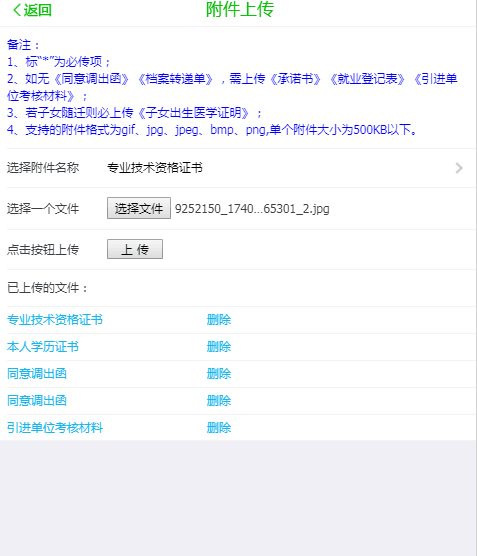 返回
附件上传
备注：
1、标“*”为必传项；
2、如无《同意调出函》《档案转递单》，需上传《承诺书》《就业登记表》《引进单
位考核材料》；
3、若子女随迁则必上传《子女出生医学证明》；
4、支持的附件格式为gif、jpg、jpeg、bmp、png,单个附件大小为500KB以下。
选择附件名称 专业技术资格证书
选择一个文件 选择文件 9252150_1740...65301_2.jpg
点击按钮上传 上 传
已上传的文件：
专业技术资格证书 删除
本人学历证书 删除
同意调出函 删除
同意调出函 删除
引进单位考核材料 删除